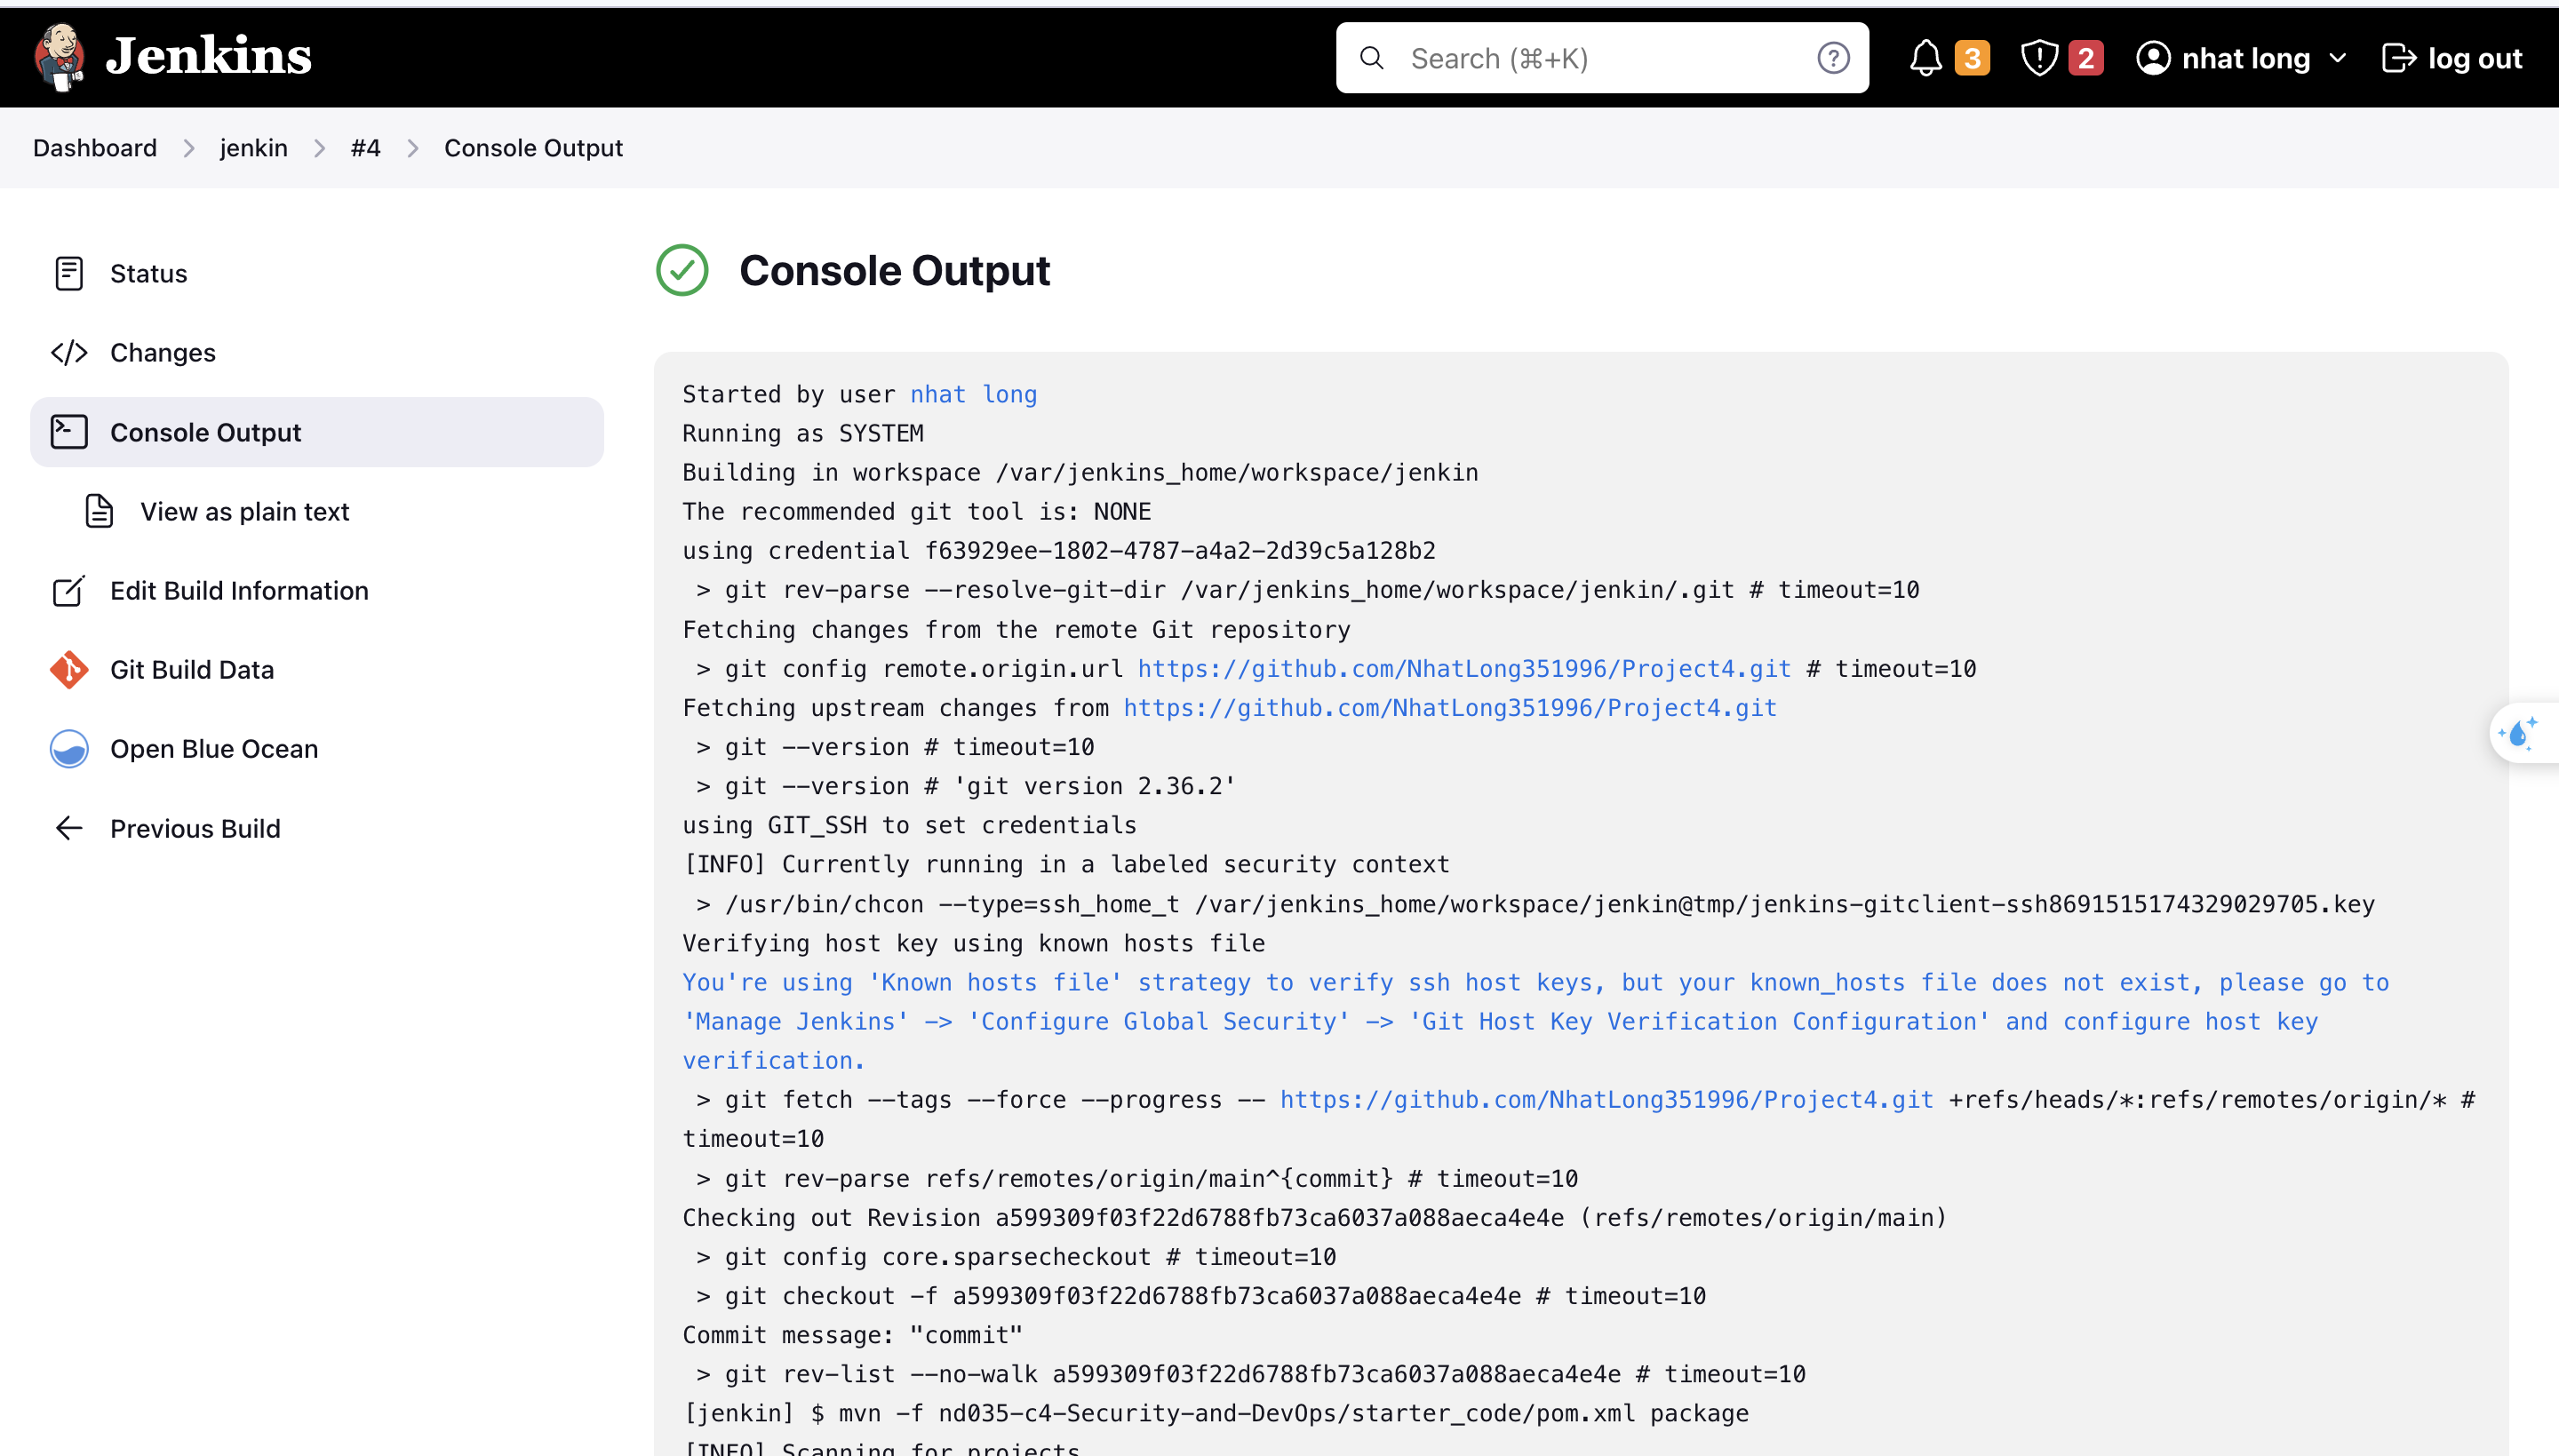 Jenkins
Search (⌘+K)
3
2
nhat long
log out
Dashboard
jenkin
#4
Console Output
Status
Changes
Console Output
View as plain text
Edit Build Information
Git Build Data
Open Blue Ocean
Previous Build
Console Output
Started by user nhat long
Running as SYSTEM
Building in workspace /var/jenkins_home/workspace/jenkin
The recommended git tool is: NONE
using credential f63929ee-1802-4787-a4a2-2d39c5a128b2
 > git rev-parse --resolve-git-dir /var/jenkins_home/workspace/jenkin/.git # timeout=10
Fetching changes from the remote Git repository
 > git config remote.origin.url https://github.com/NhatLong351996/Project4.git # timeout=10
Fetching upstream changes from https://github.com/NhatLong351996/Project4.git
 > git --version # timeout=10
 > git --version # 'git version 2.36.2'
using GIT_SSH to set credentials
[INFO] Currently running in a labeled security context
 > /usr/bin/chcon --type=ssh_home_t /var/jenkins_home/workspace/jenkin@tmp/jenkins-gitclient-ssh8691515174329029705.key
Verifying host key using known hosts file
You're using 'Known hosts file' strategy to verify ssh host keys, but your known_hosts file does not exist, please go to
'Manage Jenkins' -> 'Configure Global Security' -> 'Git Host Key Verification Configuration' and configure host key
verification.
 > git fetch --tags --force --progress -- https://github.com/NhatLong351996/Project4.git +refs/heads/*:refs/remotes/origin/* #
timeout=10
 > git rev-parse refs/remotes/origin/main^{commit} # timeout=10
Checking out Revision a599309f03f22d6788fb73ca6037a088aeca4e4e (refs/remotes/origin/main)
 > git config core.sparsecheckout # timeout=10
 > git checkout -f a599309f03f22d6788fb73ca6037a088aeca4e4e # timeout=10
Commit message: "commit"
 > git rev-list --no-walk a599309f03f22d6788fb73ca6037a088aeca4e4e # timeout=10
[jenkin] $ mvn -f nd035-c4-Security-and-DevOps/starter_code/pom.xml package
[INFO] Scanning for projects